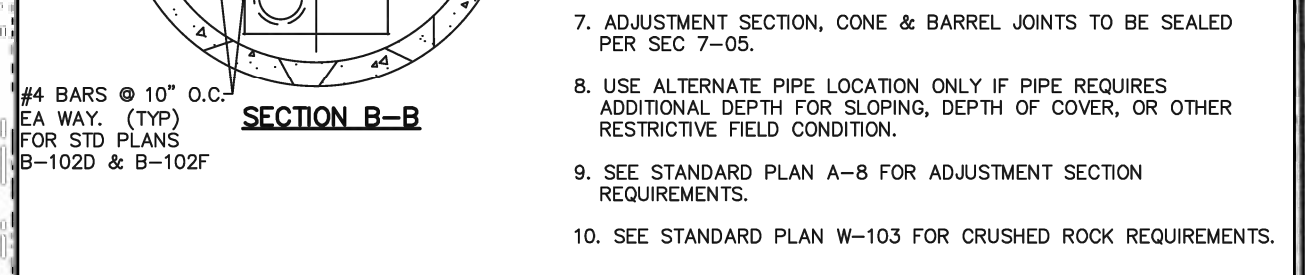 #4 BARS @ 10" O.C.
EA WAY. (TYP)
FOR STD PLANS
B-102D & B-102F
SECTION B-B
7. ADJUSTMENT SECTION, CONE & BARREL JOINTS TO BE SEALED
PER SEC 7-05.
8. USE ALTERNATE PIPE LOCATION ONLY IF PIPE REQUIRES
ADDITIONAL DEPTH FOR SLOPING, DEPTH OF COVER, OR OTHER
RESTRICTIVE FIELD CONDITION.
9. SEE STANDARD PLAN A-8 FOR ADJUSTMENT SECTION
REQUIREMENTS.
10. SEE STANDARD PLAN W-103 FOR CRUSHED ROCK REQUIREMENTS.